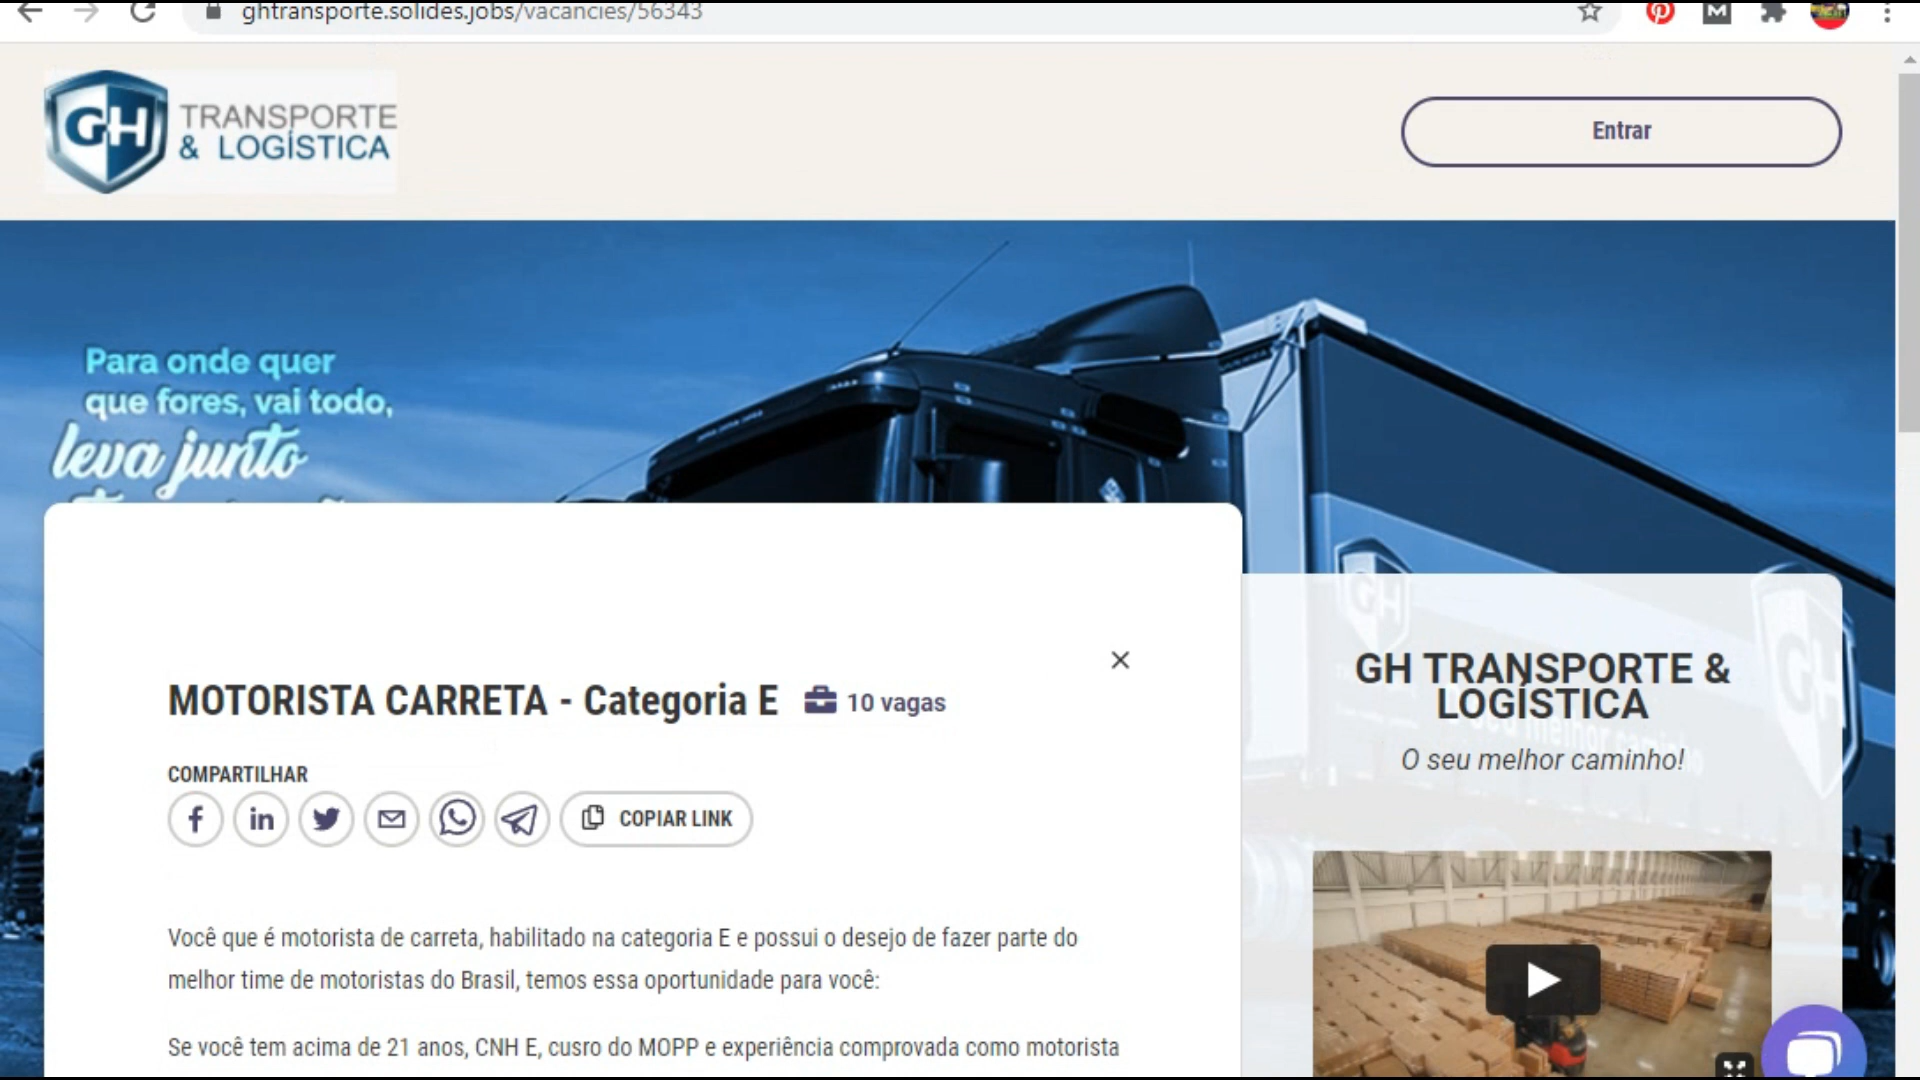 ghtransporte.solides.jobs/vacancies/56343
GH TRANSPORTE
& LOGÍSTICA
Entrar
Para onde quer
que fores, vai todo,
leva junto
MOTORISTA CARRETA - Categoria E 10 vagas
COMPARTILHAR
COPIAR LINK
Você que é motorista de carreta, habilitado na categoria E e possui o desejo de fazer parte do
melhor time de motoristas do Brasil, temos essa oportunidade para você:
Se você tem acima de 21 anos, CNH E, cusro do MOPP e experiência comprovada como motorista
GH
GH
GH TRANSPORTE &
LOGÍSTICA
O seu melhor caminho!